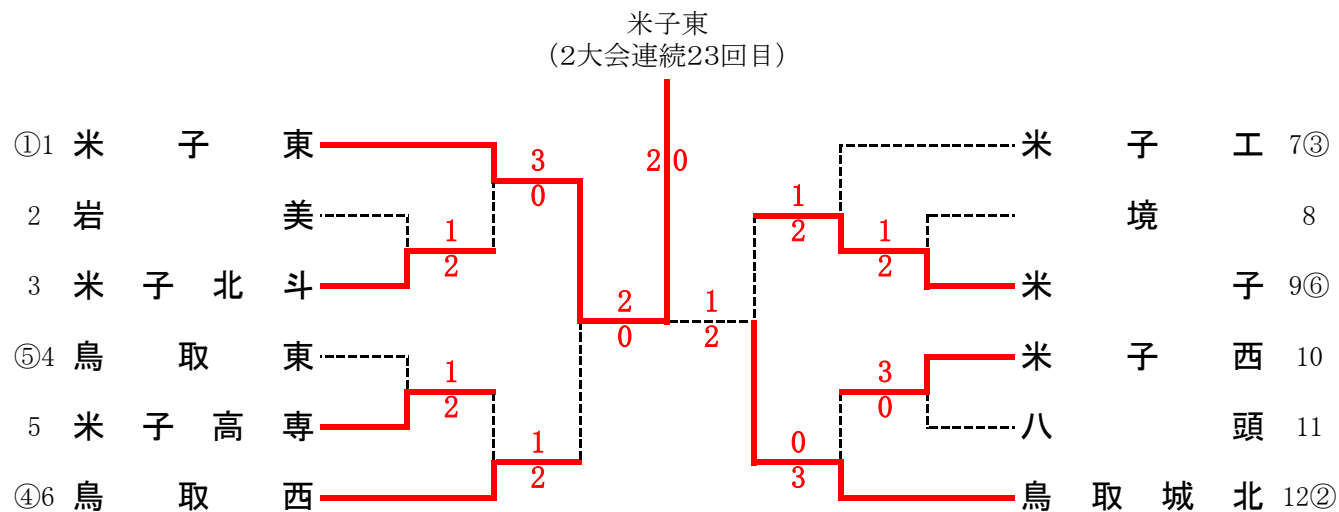 米子東
(2大会連続23回目)
2 0
①1 米子東
3
0
米子工 7③
2 岩美
1
2
境 8
1
2
3 米子北斗
1
2
米子 9⑥
2
0
1
2
⑤4 鳥取東
1
2
米子西 10
3
0
5 米子高専
八頭 11
1
2
0
3
④6 鳥取西
鳥取城北 12②